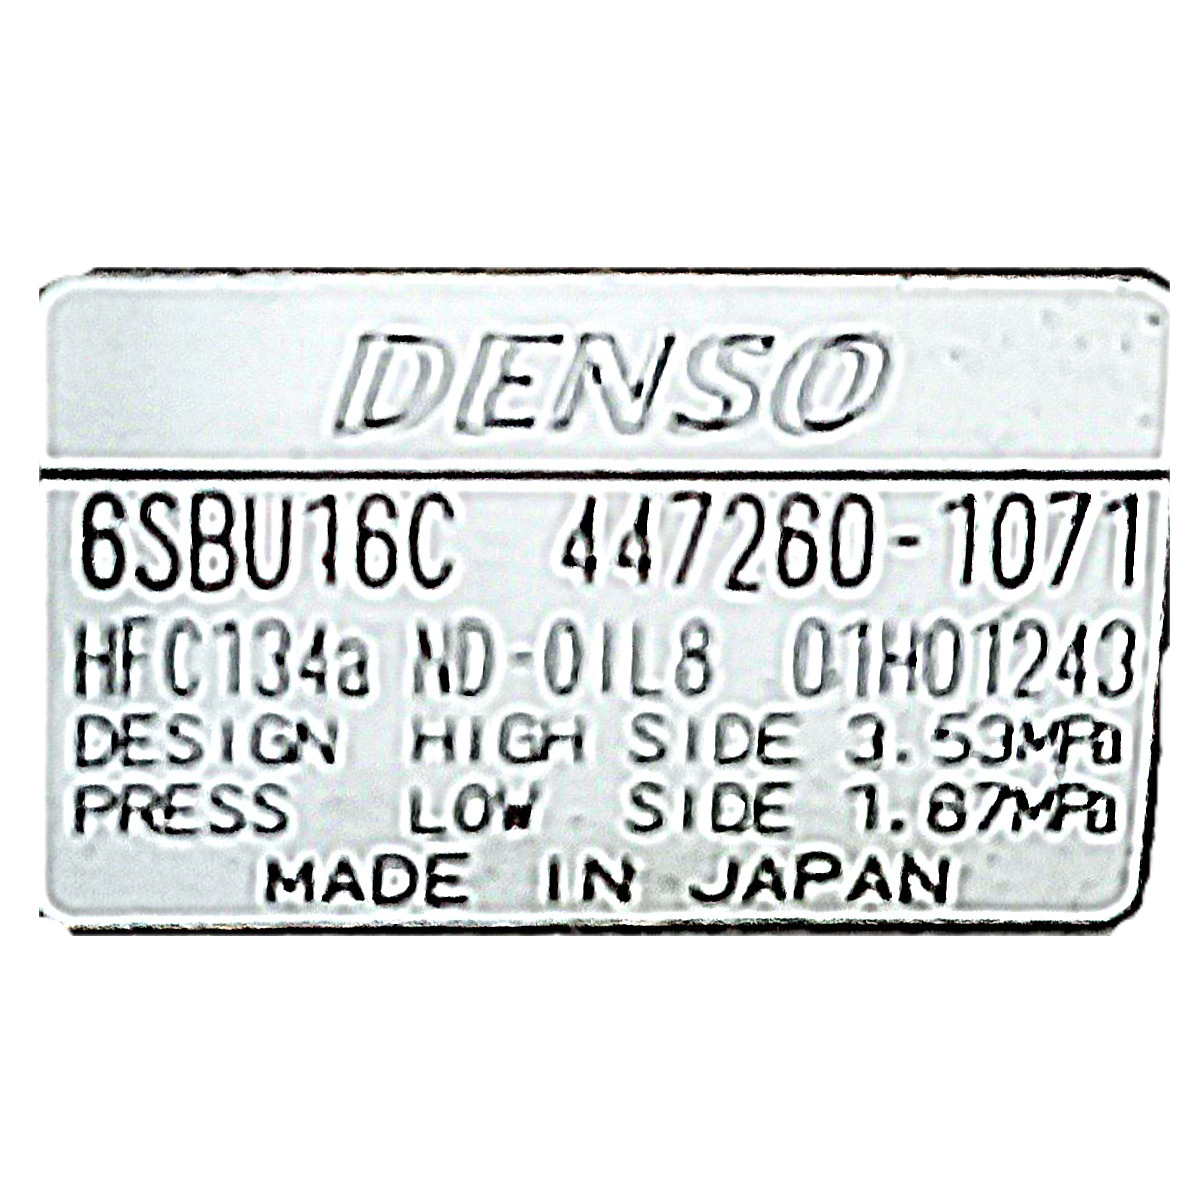 DENSO
6SBU16C 447260-1071
HFC134a ND-OIL8 01H01243
DESIGN HIGH SIDE 3.53MPa
PRESS LOW SIDE 1.67MPa
MADE IN JAPAN